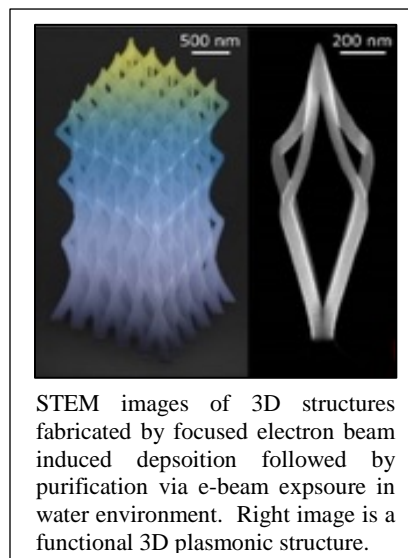 500 nm 200 nm
STEM images of 3D structures
fabricated by focused electron beam
induced depsoition followed by
purification via e-beam expsoure in
water environment. Right image is a
functional 3D plasmonic structure.